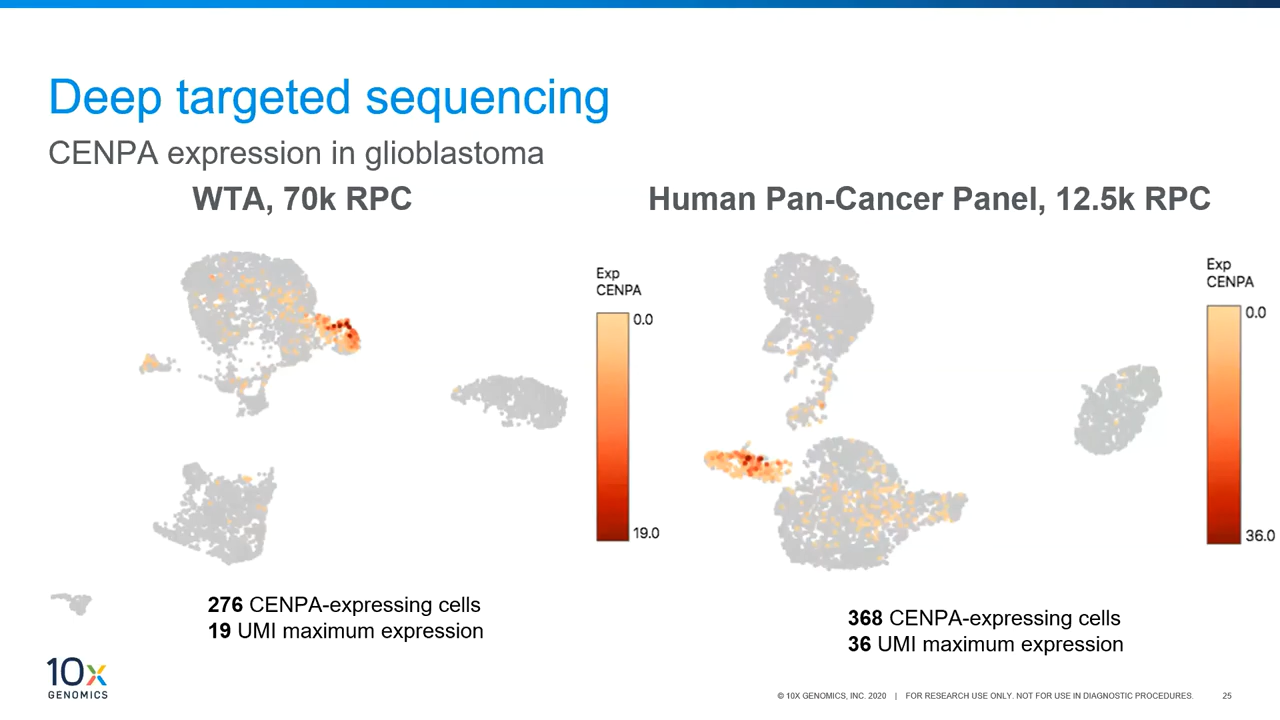 Deep targeted sequencing
CENPA expression in glioblastoma
WTA, 70k RPC
Human Pan-Cancer Panel, 12.5k RPC
Exp
CENPA
0.0
19.0
Exp
CENPA
0.0
36.0
276 CENPA-expressing cells
19 UMI maximum expression
368 CENPA-expressing cells
36 UMI maximum expression
10x
GENOMICS
© 10X GENOMICS, INC. 2020 | FOR RESEARCH USE ONLY. NOT FOR USE IN DIAGNOSTIC PROCEDURES. 25